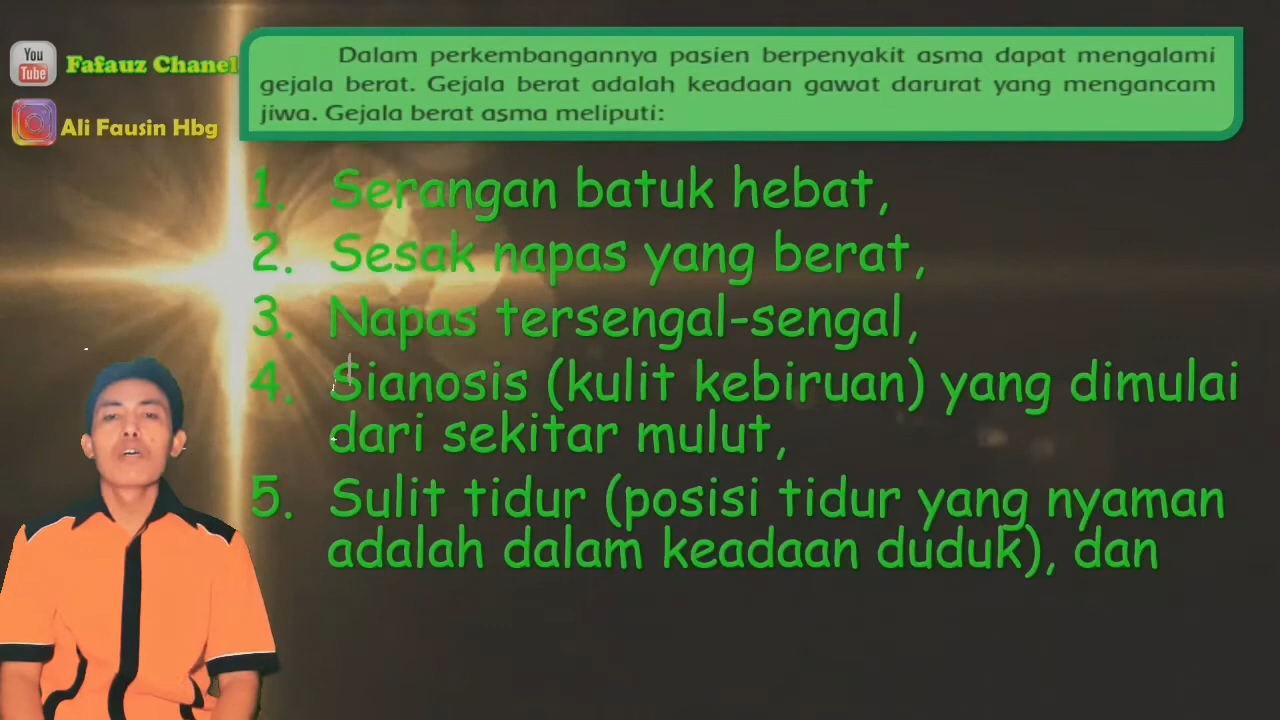 You
Tube
Fafauz Chanel
Ali Fausin Hbg
Dalam perkembangannya pasien berpenyakit asma dapat mengalami
gejala berat. Gejala berat adalah keadaan gawat darurat yang mengancam
jiwa. Gejala berat asma meliputi:
1. Serangan batuk hebat,
2. Sesak napas yang berat,
3. Napas tersengal-sengal,
4. Sianosis (kulit kebiruan) yang dimulai
dari sekitar mulut,
5. Sulit tidur (posisi tidur yang nyaman
adalah dalam keadaan duduk), dan